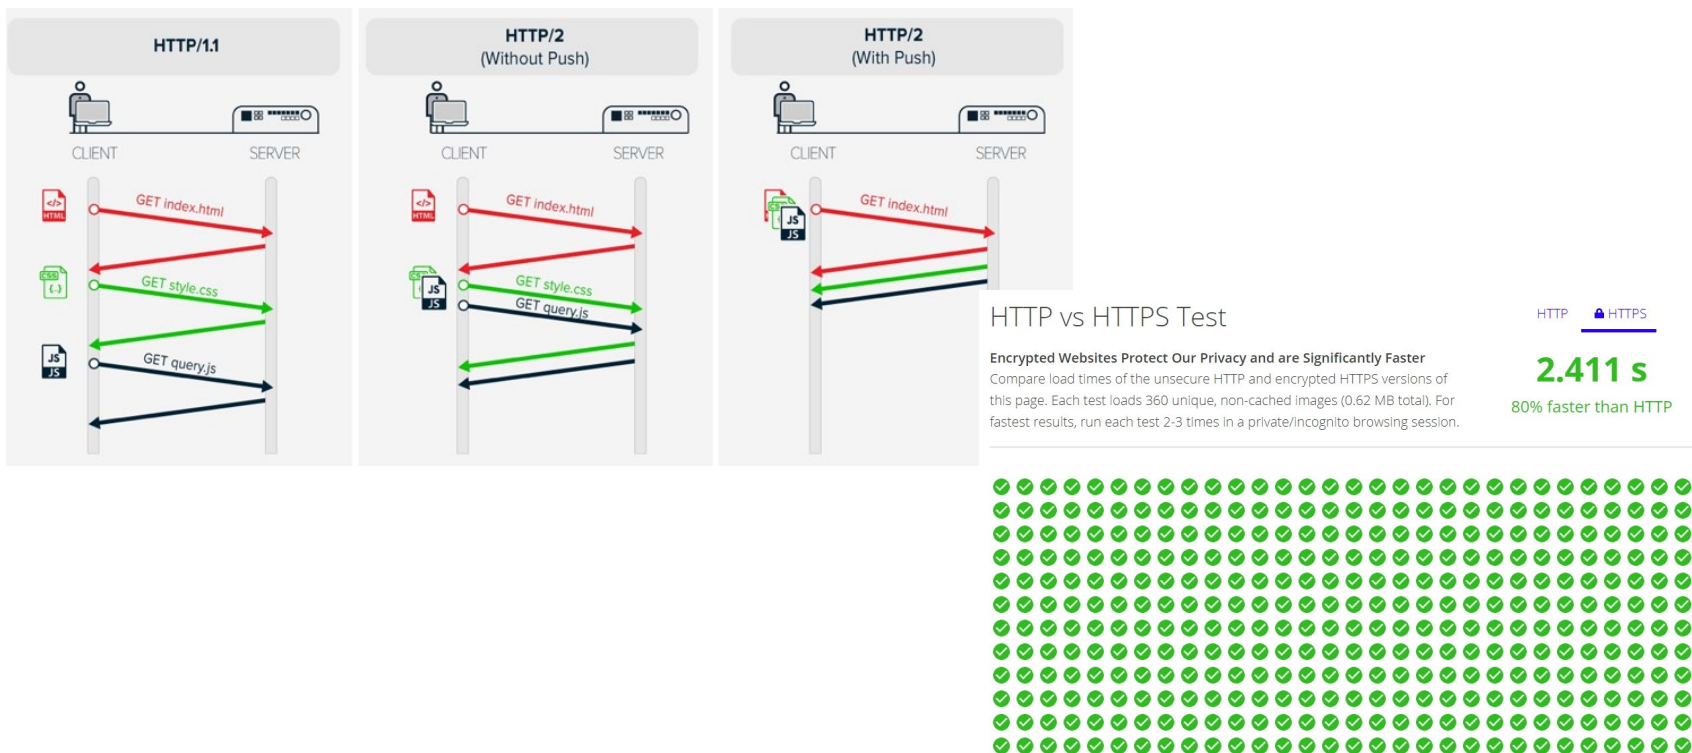 HTTP/1.1
CLIENT
SERVER
HTML
GET index.html
CSS
GET style.css
JS
JS
GET query.js
HTTP/2
(Without Push)
CLIENT
SERVER
HTML
GET index.html
CSS
JS
JS
GET style.css
GET query.js
HTTP/2
(With Push)
CLIENT
SERVER
JS
JS
GET index.html
HTTP vs HTTPS Test
HTTP
HTTPS
Encrypted Websites Protect Our Privacy and are Significantly Faster
Compare load times of the unsecure HTTP and encrypted HTTPS versions of
this page. Each test loads 360 unique, non-cached images (0.62 MB total). For
fastest results, run each test 2-3 times in a private/incognito browsing session.
2.411 s
80% faster than HTTP